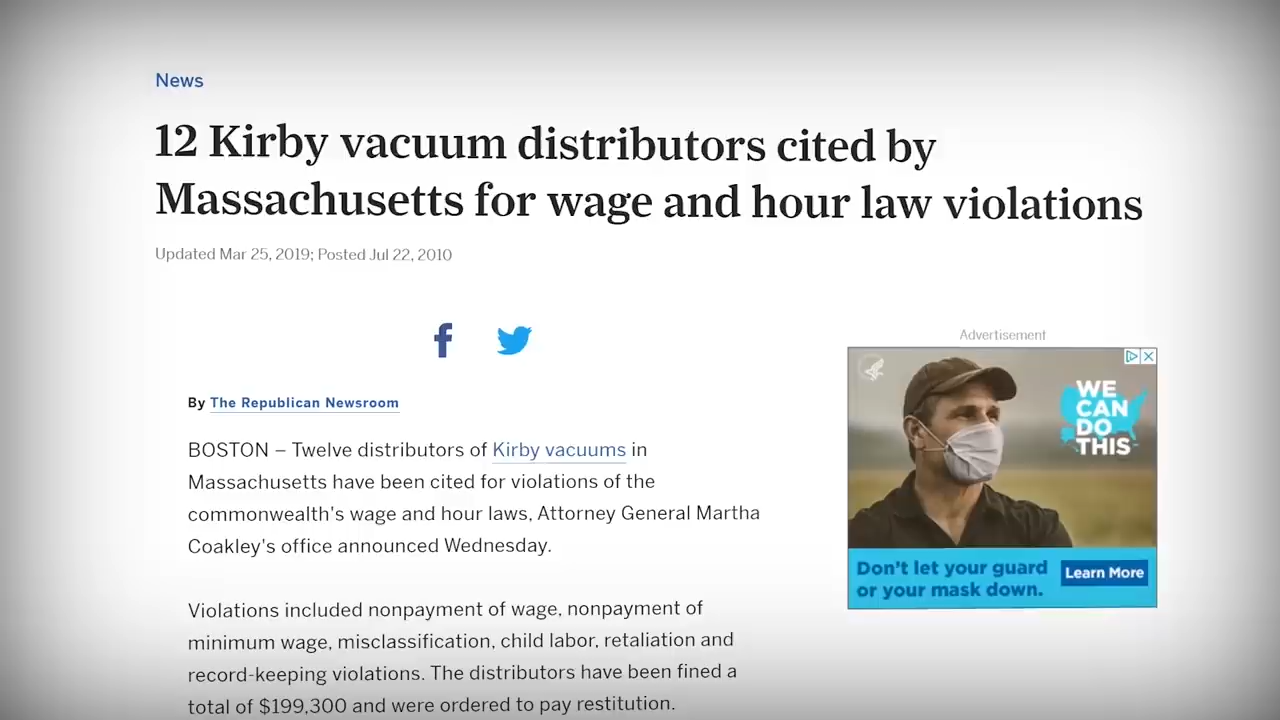 News
12 Kirby vacuum distributors cited by
Massachusetts for wage and hour law violations
Updated Mar 25, 2019; Posted Jul 22, 2010
By The Republican Newsroom
BOSTON – Twelve distributors of Kirby vacuums in
Massachusetts have been cited for violations of the
commonwealth's wage and hour laws, Attorney General Martha
Coakley's office announced Wednesday.
Violations included nonpayment of wage, nonpayment of
minimum wage, misclassification, child labor, retaliation and
record-keeping violations. The distributors have been fined a
total of $199,300 and were ordered to pay restitution.
Advertisement
WE
CAN
DO
THIS
Don't let your guard
or your mask down.
Learn More